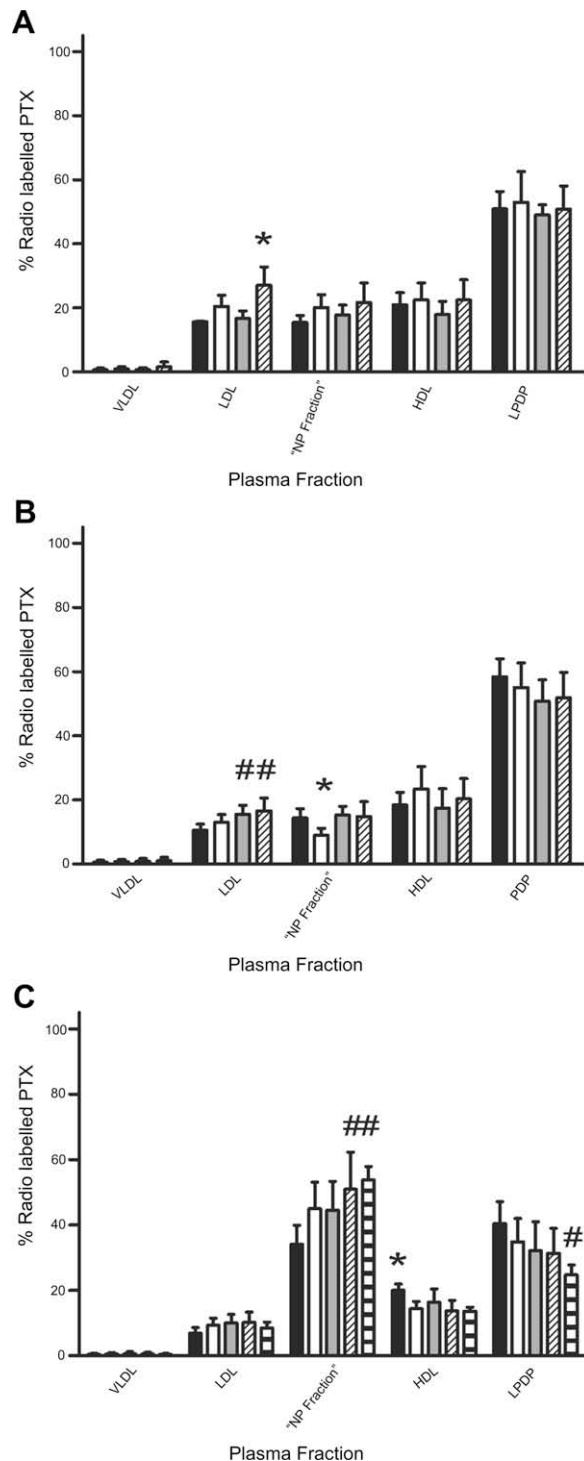 A
% Radio labelled PTX
100
80
60
40
20
0
*
VLDL
LDL
"NP Fraction"
HDL
LPDP
Plasma Fraction
B
% Radio labelled PTX
100
80
60
40
20
0
##
*
VLDL
LDL
"NP Fraction"
HDL
PDP
Plasma Fraction
C
% Radio labelled PTX
100
80
60
40
20
0
##
*
#
VLDL
LDL
"NP Fraction"
HDL
LPDP
Plasma Fraction